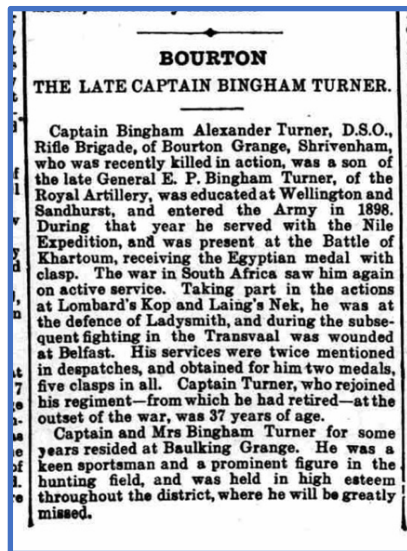 BOURTON
THE LATE CAPTAIN BINGHAM TURNER.
Captain Bingham Alexander Turner, D.S.O.,
Rifle Brigade, of Bourton Grange, Shrivenham,
who was recently killed in action, was a son of
the late General E. P. Bingham Turner, of the
Royal Artillery, was educated at Wellington and
Sandhurst, and entered the Army in 1898.
During that year he served with the Nile
Expedition, and was present at the Battle of
Khartoum, receiving the Egyptian medal with
clasp. The war in South Africa saw him again
on active service. Taking part in the actions
at Lombard's Kop and Laing's Nek, he was at
the defence of Ladysmith, and during the subse-
quent fighting in the Transvaal was wounded
at Belfast. His services were twice mentioned
in despatches, and obtained for him two medals,
five clasps in all. Captain Turner, who rejoined
his regiment—from which he had retired—at the
outset of the war, was 37 years of age.
Captain and Mrs Bingham Turner for some
years resided at Baulking Grange. He was a
keen sportsman and a prominent figure in the
hunting field, and was held in high esteem
throughout the district, where he will be greatly
missed.